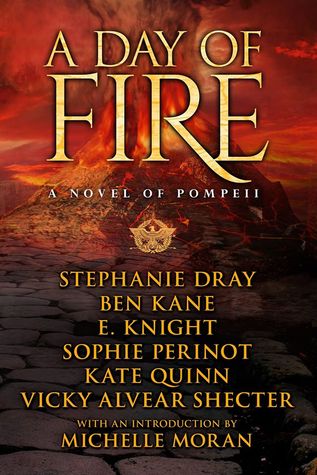 A DAY OF
FIRE
A NOVEL OF POMPEII
STEPHANIE DRAY
BEN KANE
E. KNIGHT
SOPHIE PERINOT
KATE QUINN
VICKY ALVEAR SHECTER
WITH AN INTRODUCTION BY
MICHELLE MORAN